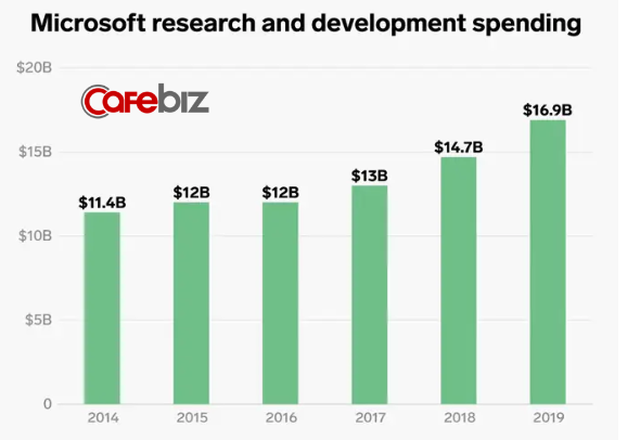 Microsoft research and development spending
$20B
Cafebiz
$16.9B
$15B
$14.7B
$13B
$12B
$12B
$11.4B
$10B
$5B
0
2014 2015 2016 2017 2018 2019